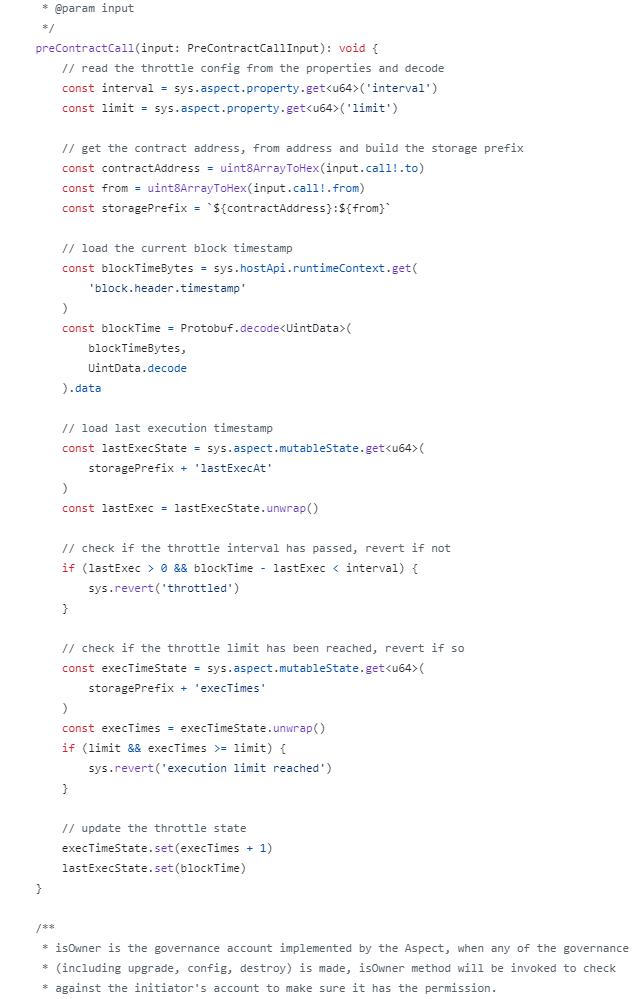 * @param input
*/
preContractCall(input: PreContractCallInput): void {
// read the throttle config from the properties and decode
const interval = sys.aspect.property.get<u64>('interval')
const limit = sys.aspect.property.get<u64>('limit')
// get the contract address, from address and build the storage prefix
const contractAddress = uint8ArrayToHex(input.call!.to)
const from = uint8ArrayToHex(input.call!.from)
const storagePrefix = `${contractAddress}:${from}`
// load the current block timestamp
const blockTimeBytes = sys.hostApi.runtimeContext.get(
'block.header.timestamp'
)
const blockTime = Protobuf.decode<UintData>(
blockTimeBytes,
UintData.decode
).data
// load last execution timestamp
const lastExecState = sys.aspect.mutableState.get<u64>(
storagePrefix + 'lastExecAt'
)
const lastExec = lastExecState.unwrap()
// check if the throttle interval has passed, revert if not
if (lastExec > 0 && blockTime - lastExec < interval) {
sys.revert('throttled')
}
// check if the throttle limit has been reached, revert if so
const execTimeState = sys.aspect.mutableState.get<u64>(
storagePrefix + 'execTimes'
)
const execTimes = execTimeState.unwrap()
if (limit && execTimes >= limit) {
sys.revert('execution limit reached')
}
// update the throttle state
execTimeState.set(execTimes + 1)
lastExecState.set(blockTime)
}
/**
* isOwner is the governance account implemented by the Aspect, when any of the governance
* (including upgrade, config, destroy) is made, isOwner method will be invoked to check
* against the initiator's account to make sure it has the permission.